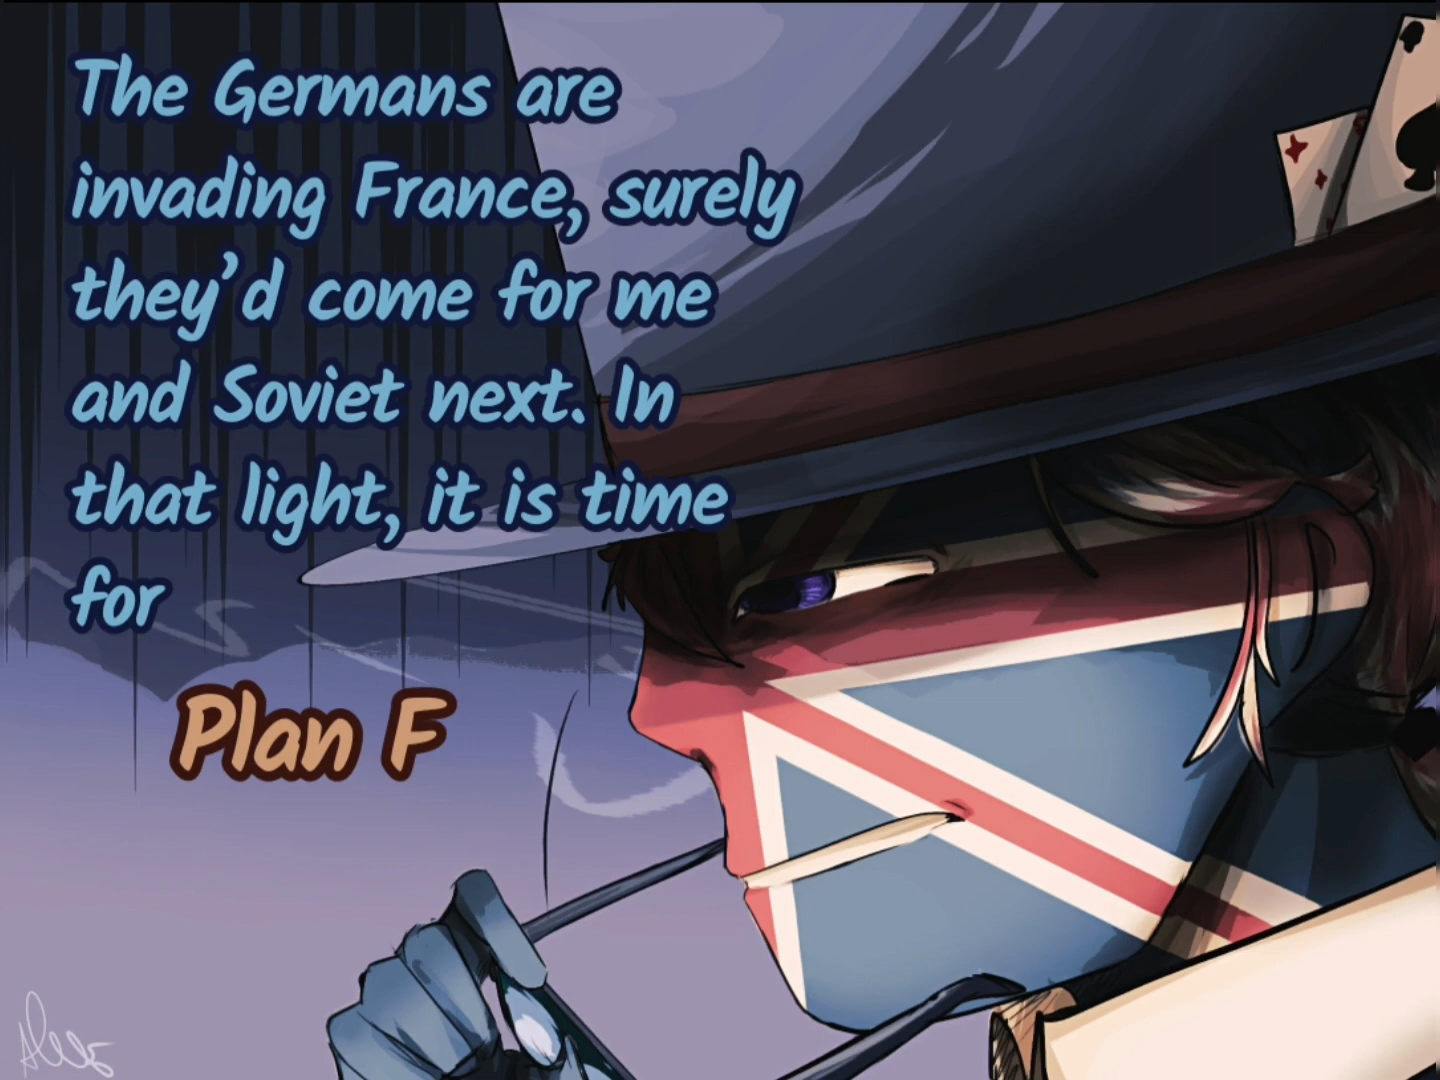 The Germans are
invading France, surely
they’d come for me
and Soviet next. In
that light, it is time
for
Plan F